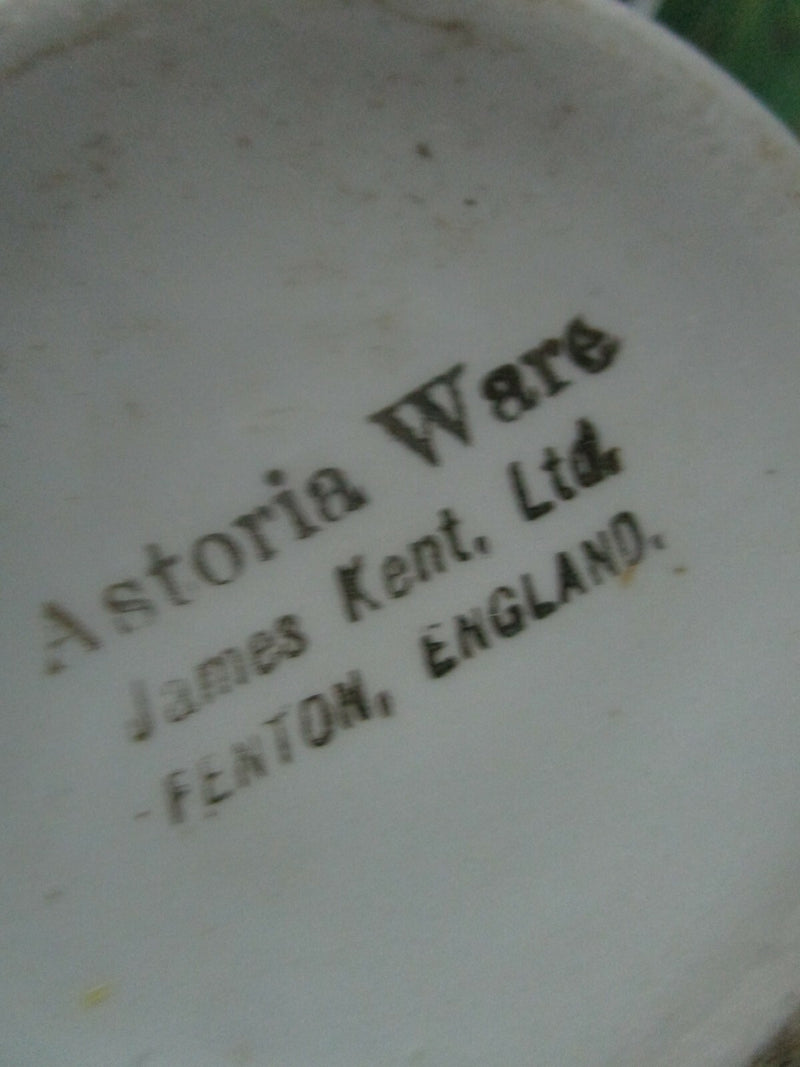 Astoria Ware
James Kent, Ltd.
FENTON, ENGLAND.